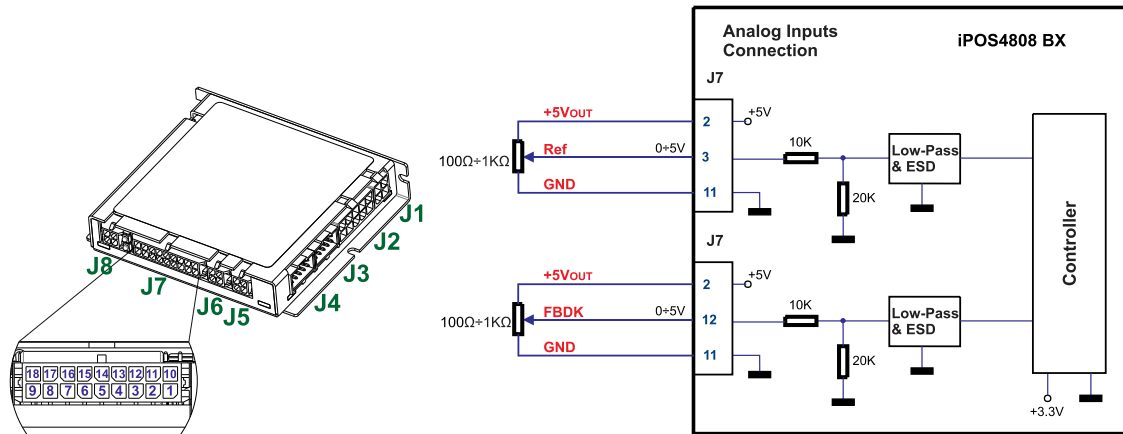 J1
J2
J3
J4
J5
J6
J7
J8
18 17 16 15 14 13 12 11 10
9 8 7 6 5 4 3 2 1
Analog Inputs
Connection
iPOS4808 BX
J7
+5VOUT
2
+5V
100Ω÷1KΩ
Ref
0÷5V
3
10K
Low-Pass
& ESD
GND
11
20K
J7
+5VOUT
2
+5V
100Ω÷1KΩ
FBDK
0÷5V
12
10K
Low-Pass
& ESD
GND
11
20K
Controller
+3.3V